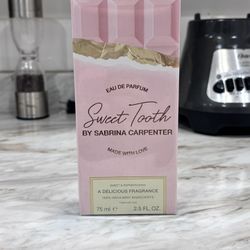 EAU DE PARFUM
Sweet Tooth
BY SABRINA CARPENTER
MADE WITH LOVE
A DELICIOUS FRAGRANCE
75 ml ℮ 2.5 FL. OZ.